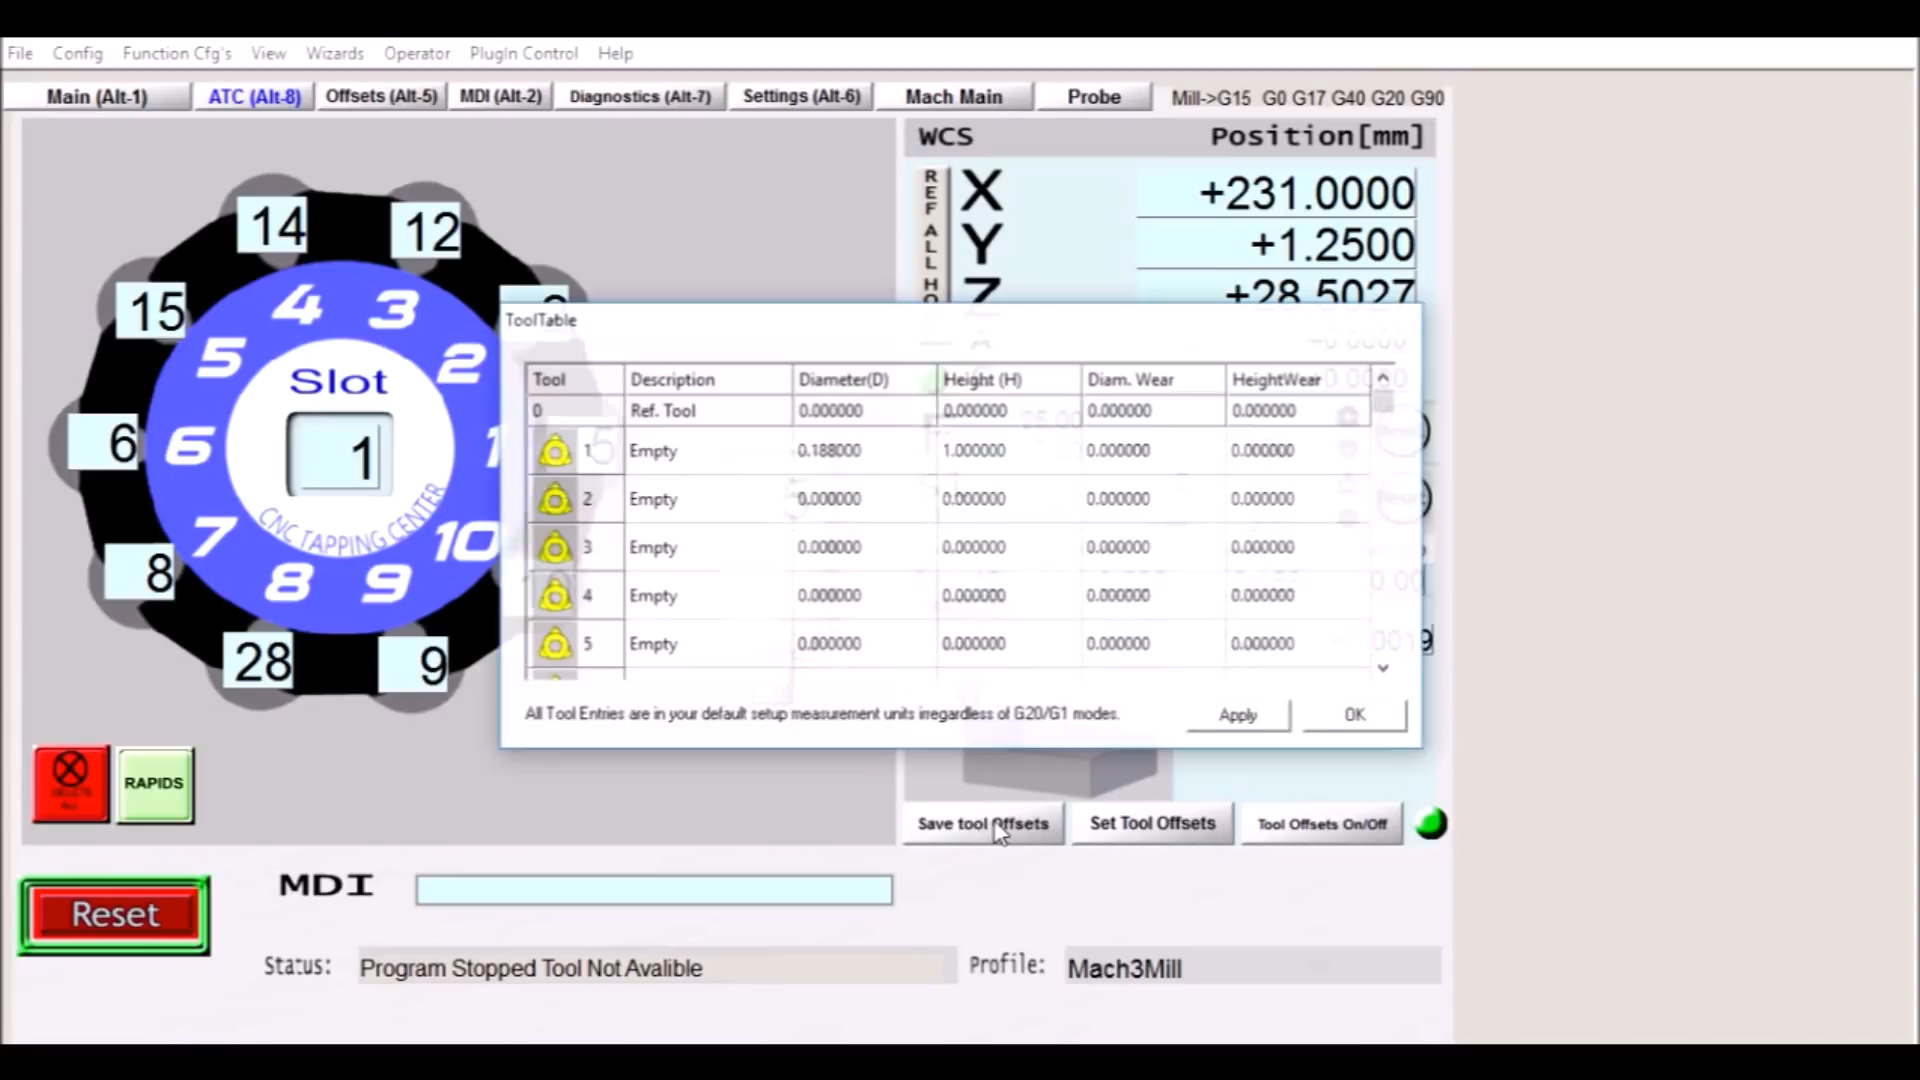 File Config Function Cfg's View Wizards Operator PlugIn Control Help
Main (Alt-1) ATC (Alt-8) Offsets (Alt-5) MDI (Alt-2) Diagnostics (Alt-7) Settings (Alt-6) Mach Main Probe Mill->G15 G0 G17 G40 G20 G90
WCS Position[mm]
REF ALL HO
X +231.0000
Y +1.2500
Z +28.5027
14 12
15
6
8
28 9
4 3
5 2
6 1
7 10
8 9
Slot
1
CNC TAPPING CENTER
ToolTable
Tool Description Diameter(D) Height (H) Diam. Wear HeightWear
0 Ref. Tool 0.000000 0.000000 0.000000 0.000000
1 Empty 0.188000 1.000000 0.000000 0.000000
2 Empty 0.000000 0.000000 0.000000 0.000000
3 Empty 0.000000 0.000000 0.000000 0.000000
4 Empty 0.000000 0.000000 0.000000 0.000000
5 Empty 0.000000 0.000000 0.000000 0.000000
All Tool Entries are in your default setup measurement units irregardless of G20/G1 modes.
Apply OK
RAPIDS
Save tool Offsets Set Tool Offsets Tool Offsets On/Off
Reset
MDI
Status: Program Stopped Tool Not Avalible
Profile: Mach3Mill